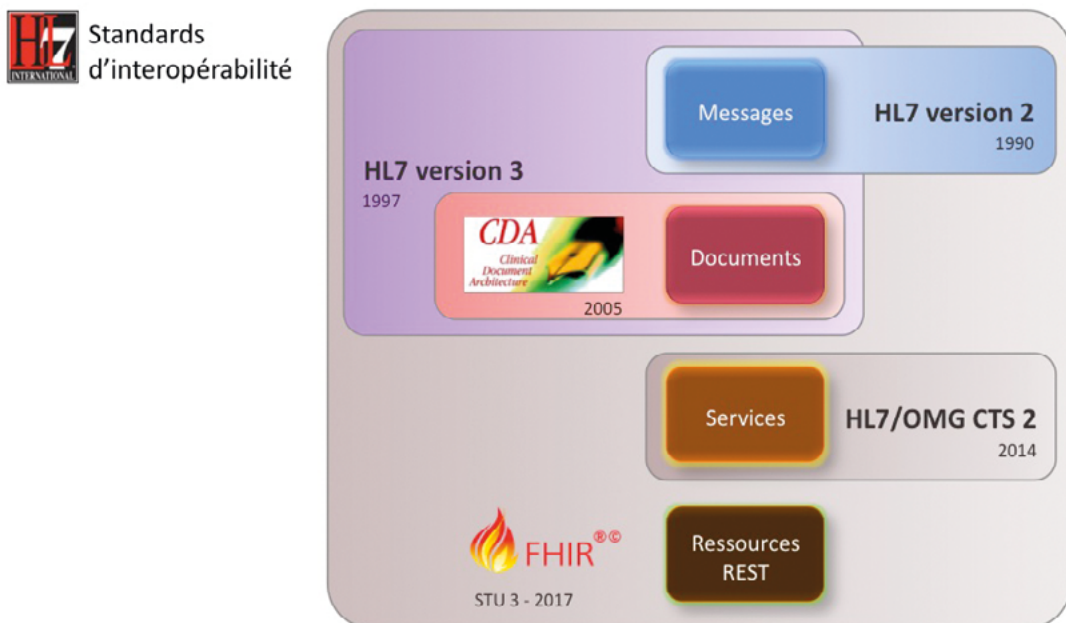 HL7
INTERNATIONAL
Standards
d’interopérabilité
Messages
HL7 version 2
1990
HL7 version 3
1997
CDA
Clinical
Document
Architecture
2005
Documents
Services
HL7/OMG CTS 2
2014
FHIR®©
STU 3 - 2017
Ressources
REST